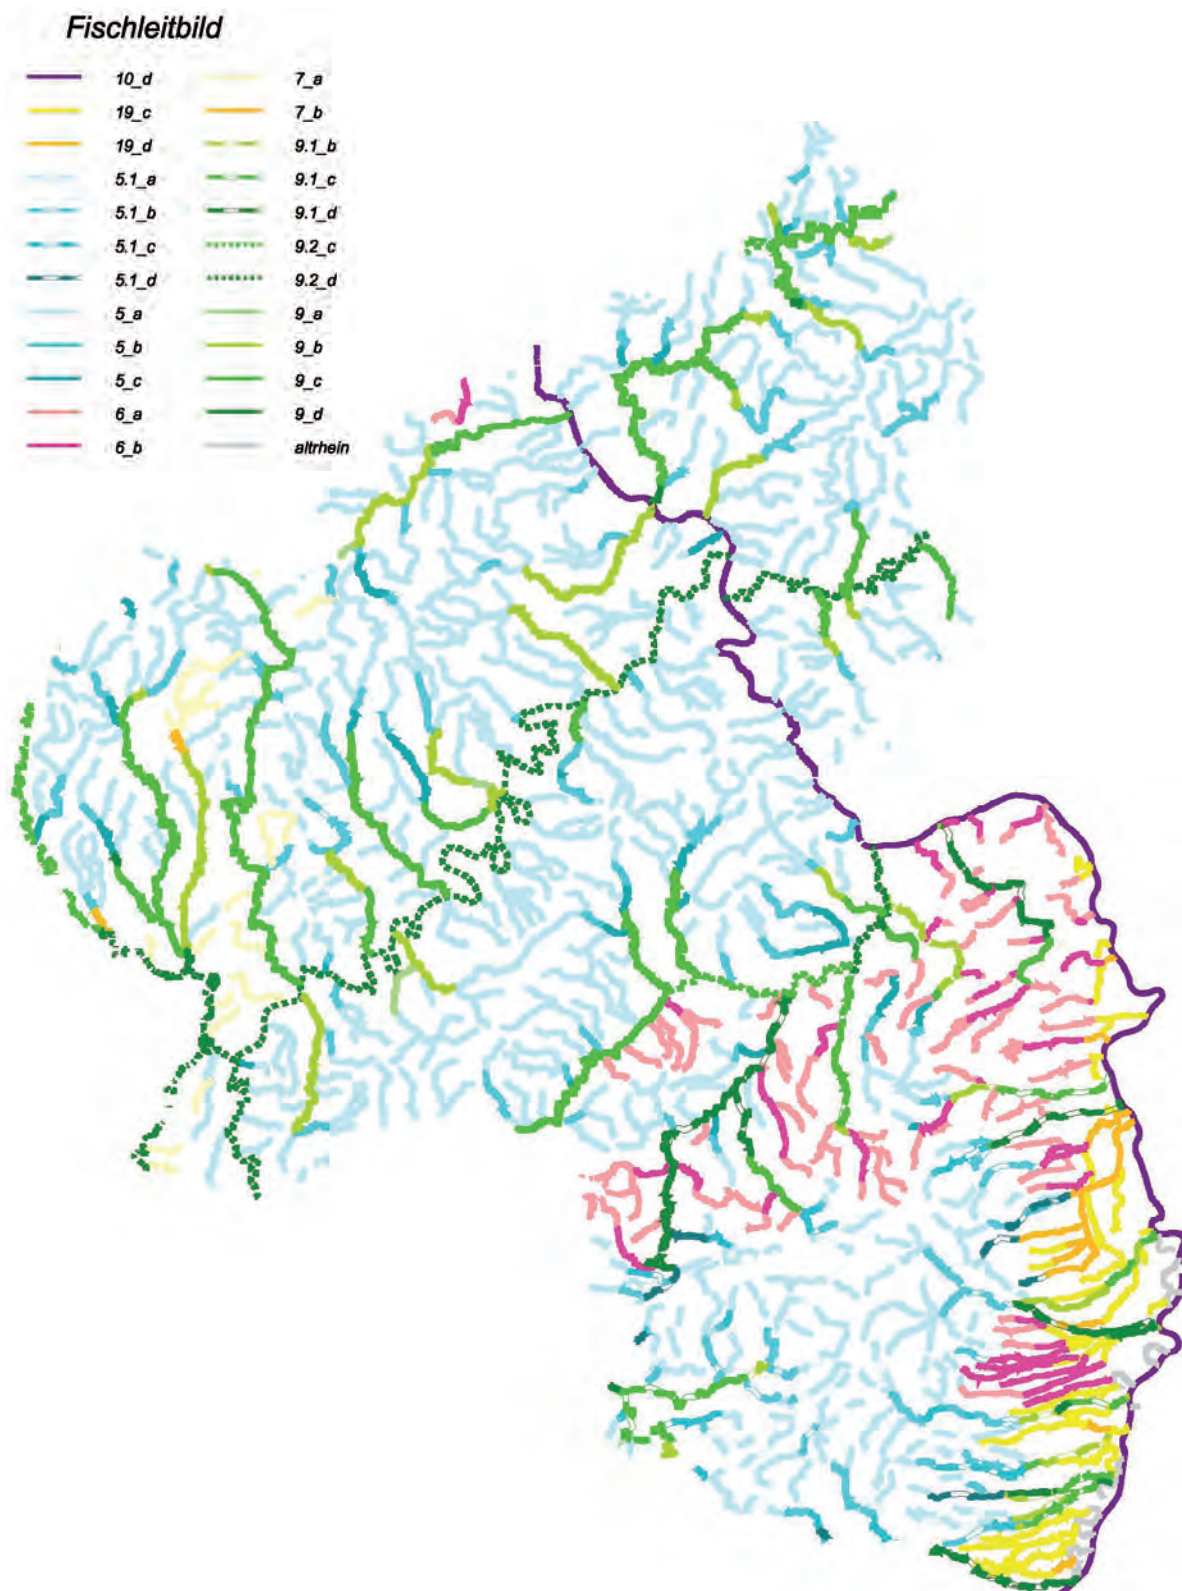 Fischleitbild
10_d
19_c
19_d
5.1_a
5.1_b
5.1_c
5.1_d
5_a
5_b
5_c
6_a
6_b
7_a
7_b
9.1_b
9.1_c
9.1_d
9.2_c
9.2_d
9_a
9_b
9_c
9_d
altrhein